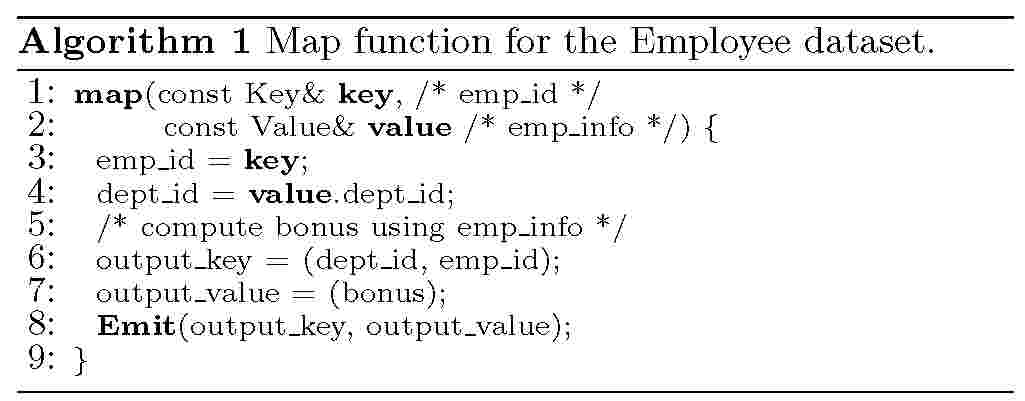 Algorithm 1 Map function for the Employee dataset.
1: map(const Key& key, /* emp_id */
2: const Value& value /* emp_info */) {
3: emp_id = key;
4: dept_id = value.dept_id;
5: /* compute bonus using emp_info */
6: output_key = (dept_id, emp_id);
7: output_value = (bonus);
8: Emit(output_key, output_value);
9: }